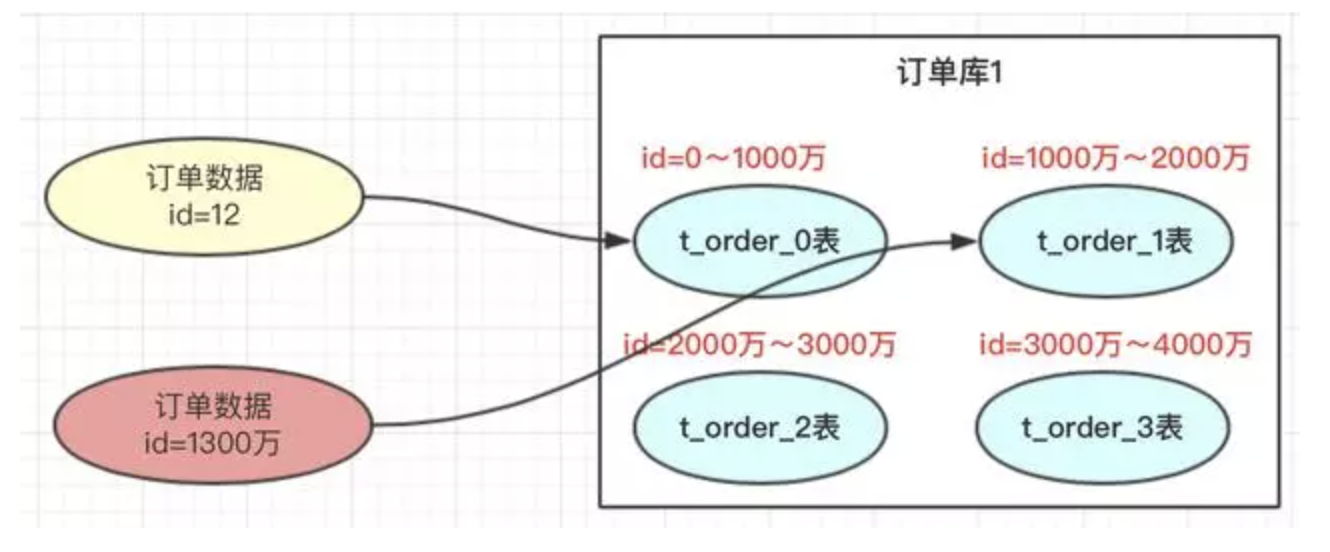 订单库1
订单数据
id=12
id=0～1000万
id=1000万～2000万
t_order_0表
t_order_1表
订单数据
id=1300万
id=2000万～3000万
id=3000万～4000万
t_order_2表
t_order_3表